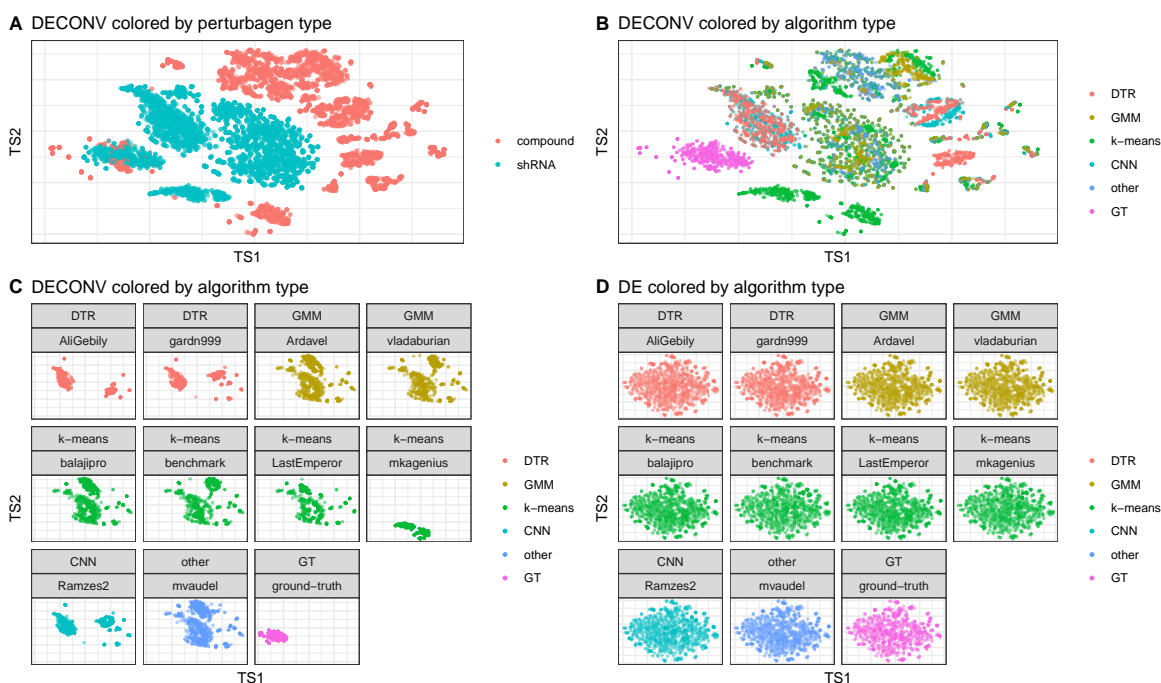 A DECONV colored by perturbagen type
TS2
TS1
compound
shRNA
B DECONV colored by algorithm type
TS2
TS1
DTR
GMM
k−means
CNN
other
GT
C DECONV colored by algorithm type
DTR DTR GMM GMM
AliGebily gardn999 Ardavel vladaburian
k−means k−means k−means k−means
balajipro benchmark LastEmperor mkagenius
CNN other GT
Ramzes2 mvaudel ground−truth
TS2
TS1
DTR
GMM
k−means
CNN
other
GT
D DE colored by algorithm type
DTR DTR GMM GMM
AliGebily gardn999 Ardavel vladaburian
k−means k−means k−means k−means
balajipro benchmark LastEmperor mkagenius
CNN other GT
Ramzes2 mvaudel ground−truth
TS2
TS1
DTR
GMM
k−means
CNN
other
GT